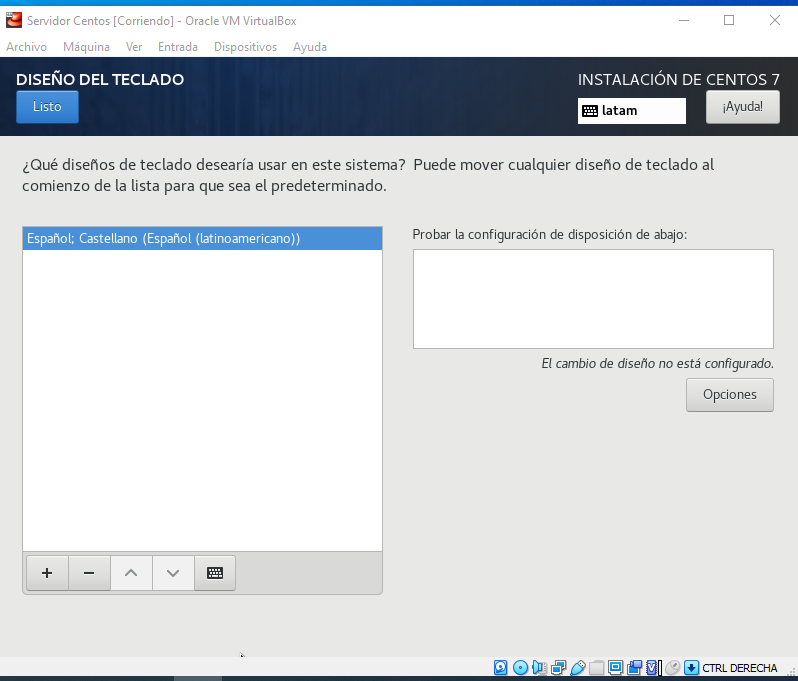 Servidor Centos [Corriendo] - Oracle VM VirtualBox
Archivo Máquina Ver Entrada Dispositivos Ayuda
DISEÑO DEL TECLADO
Listo
INSTALACIÓN DE CENTOS 7
latam
¡Ayuda!
¿Qué diseños de teclado desearía usar en este sistema? Puede mover cualquier diseño de teclado al
comienzo de la lista para que sea el predeterminado.
Español; Castellano (Español (latinoamericano))
Probar la configuración de disposición de abajo:
El cambio de diseño no está configurado.
Opciones
CTRL DERECHA